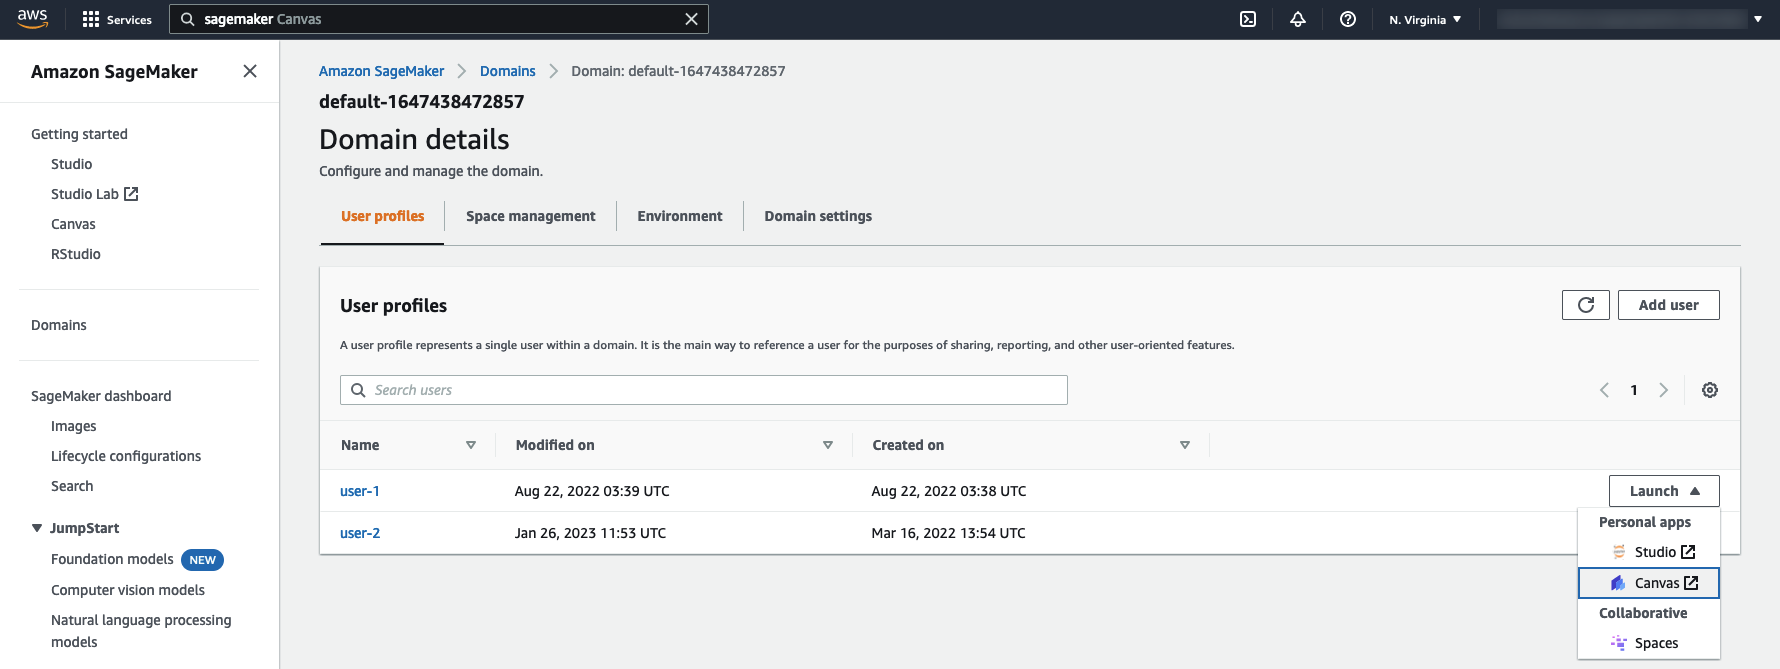 aws
Services
sagemaker Canvas
N. Virginia
Amazon SageMaker
Getting started
Studio
Studio Lab
Canvas
RStudio
Domains
SageMaker dashboard
Images
Lifecycle configurations
Search
JumpStart
Foundation models NEW
Computer vision models
Natural language processing
models
Amazon SageMaker > Domains > Domain: default-1647438472857
default-1647438472857
Domain details
Configure and manage the domain.
User profiles
Space management
Environment
Domain settings
User profiles
Add user
A user profile represents a single user within a domain. It is the main way to reference a user for the purposes of sharing, reporting, and other user-oriented features.
Search users
1
Name Modified on Created on
user-1 Aug 22, 2022 03:39 UTC Aug 22, 2022 03:38 UTC
Launch
user-2 Jan 26, 2023 11:53 UTC Mar 16, 2022 13:54 UTC
Personal apps
Studio
Canvas
Collaborative
Spaces